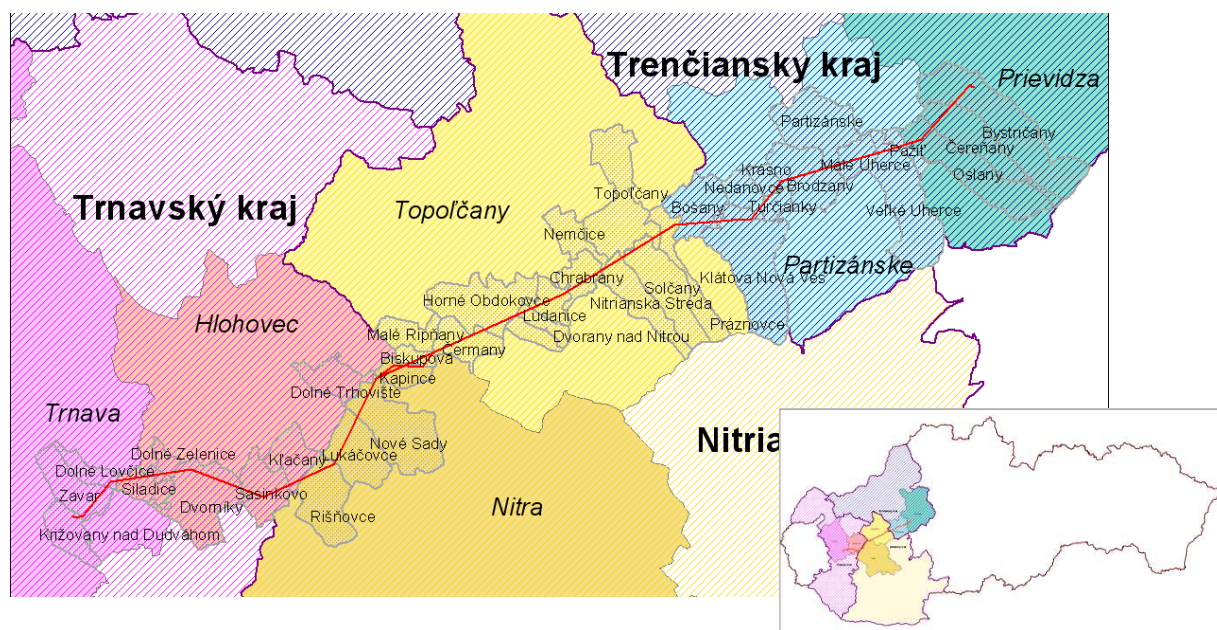 Trenčiansky kraj
Prievidza
Partizánske
Bystričany
Pažiť
Čereňany
Malé Uherce
Krásno
Oslany
Nedanovce
Brodzany
Topoľčany
Trnavský kraj
Topoľčany
Bošany
Turčianky
Veľké Uherce
Nemčice
Partizánske
Chrabrany
Klátova Nová Ves
Solčany
Horné Obdokovce
Nitrianska Streda
Hlohovec
Ludanice
Práznovce
Malé Ripňany
Dvorany nad Nitrou
Čermany
Biskupová
Kapince
Dolné Trhovište
Trnava
Nové Sady
Nitria
Dolné Zelenice
Lukáčovce
Kľačany
Dolné Lovčice
Siladice
Zavar
Sasinkovo
Dvorníky
Nitra
Rišňovce
Križovany nad Dudváhom